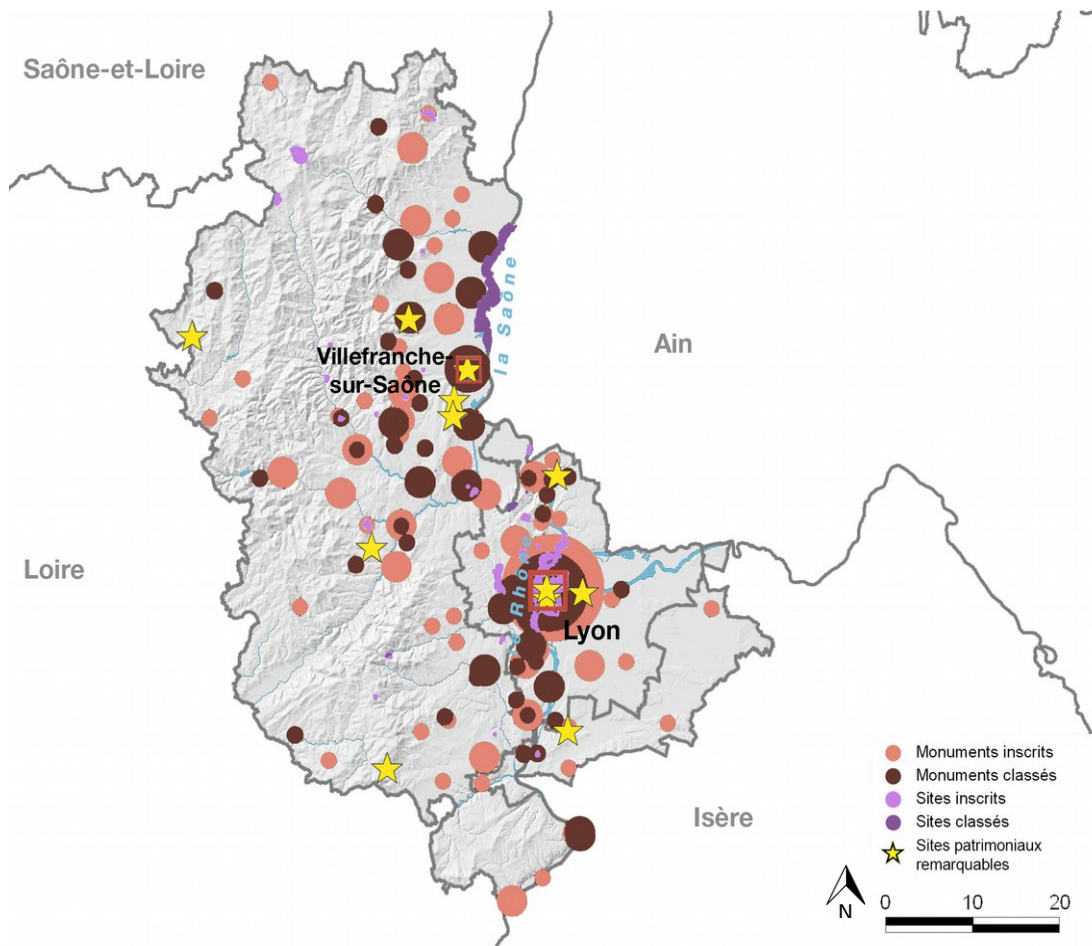 Saône-et-Loire
la Saône
Ain
Villefranche-
sur-Saône
Loire
Rhône
Lyon
Isère
Monuments inscrits
Monuments classés
Sites inscrits
Sites classés
Sites patrimoniaux
remarquables
N
0 10 20